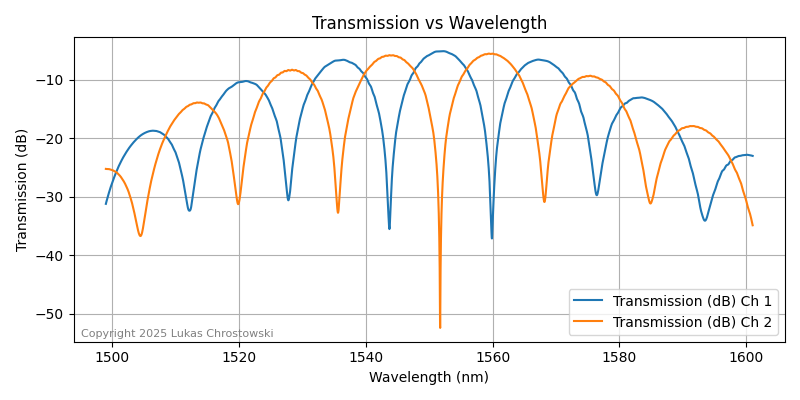 Transmission vs Wavelength
Transmission (dB)
−10
−20
−30
−40
−50
Transmission (dB) Ch 1
Transmission (dB) Ch 2
Copyright 2025 Lukas Chrostowski
1500 1520 1540 1560 1580 1600
Wavelength (nm)